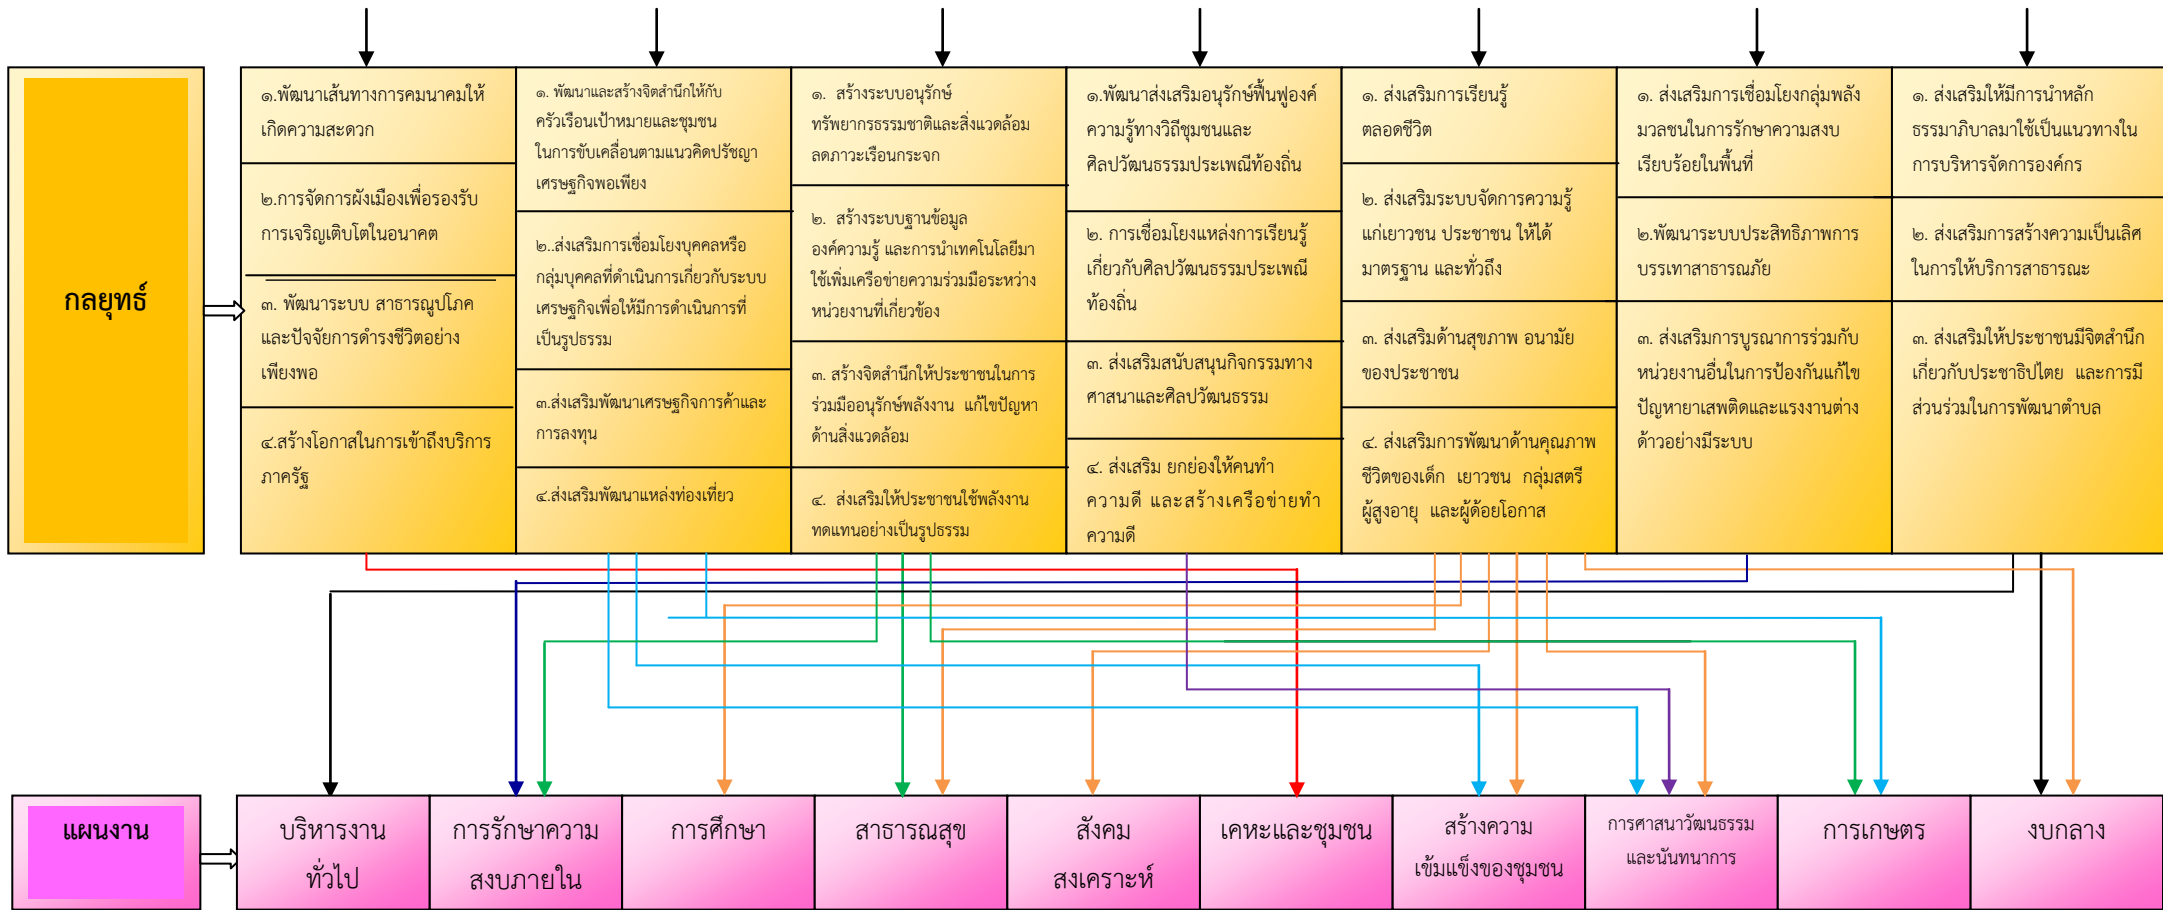 กลยุทธ์
๑.พัฒนาเส้นทางการคมนาคมให้
เกิดความสะดวก
๒.การจัดการผังเมืองเพื่อรองรับ
การเจริญเติบโตในอนาคต
๓. พัฒนาระบบ สาธารณูปโภค
และปัจจัยการดำรงชีวิตอย่าง
เพียงพอ
๔.สร้างโอกาสในการเข้าถึงบริการ
ภาครัฐ
๑. พัฒนาและสร้างจิตสำนึกให้กับ
ครัวเรือนเป้าหมายและชุมชน
ในการขับเคลื่อนตามแนวคิดปรัชญา
เศรษฐกิจพอเพียง
๒..ส่งเสริมการเชื่อมโยงบุคคลหรือ
กลุ่มบุคคลที่ดำเนินการเกี่ยวกับระบบ
เศรษฐกิจเพื่อให้มีการดำเนินการที่
เป็นรูปธรรม
๓.ส่งเสริมพัฒนาเศรษฐกิจการค้าและ
การลงทุน
๔.ส่งเสริมพัฒนาแหล่งท่องเที่ยว
๑. สร้างระบบอนุรักษ์
ทรัพยากรธรรมชาติและสิ่งแวดล้อม
ลดภาวะเรือนกระจก
๒. สร้างระบบฐานข้อมูล
องค์ความรู้ และการนำเทคโนโลยีมา
ใช้เพิ่มเครือข่ายความร่วมมือระหว่าง
หน่วยงานที่เกี่ยวข้อง
๓. สร้างจิตสำนึกให้ประชาชนในการ
ร่วมมืออนุรักษ์พลังงาน แก้ไขปัญหา
ด้านสิ่งแวดล้อม
๔. ส่งเสริมให้ประชาชนใช้พลังงาน
ทดแทนอย่างเป็นรูปธรรม
๑.พัฒนาส่งเสริมอนุรักษ์ฟื้นฟูองค์
ความรู้ทางวิถีชุมชนและ
ศิลปวัฒนธรรมประเพณีท้องถิ่น
๒. การเชื่อมโยงแหล่งการเรียนรู้
เกี่ยวกับศิลปวัฒนธรรมประเพณี
ท้องถิ่น
๓. ส่งเสริมสนับสนุนกิจกรรมทาง
ศาสนาและศิลปวัฒนธรรม
๔. ส่งเสริม ยกย่องให้คนทำ
ความดี และสร้างเครือข่ายทำ
ความดี
๑. ส่งเสริมการเรียนรู้
ตลอดชีวิต
๒. ส่งเสริมระบบจัดการความรู้
แก่เยาวชน ประชาชน ให้ได้
มาตรฐาน และทั่วถึง
๓. ส่งเสริมด้านสุขภาพ อนามัย
ของประชาชน
๔. ส่งเสริมการพัฒนาด้านคุณภาพ
ชีวิตของเด็ก เยาวชน กลุ่มสตรี
ผู้สูงอายุ และผู้ด้อยโอกาส
๑. ส่งเสริมการเชื่อมโยงกลุ่มพลัง
มวลชนในการรักษาความสงบ
เรียบร้อยในพื้นที่
๒.พัฒนาระบบประสิทธิภาพการ
บรรเทาสาธารณภัย
๓. ส่งเสริมการบูรณาการร่วมกับ
หน่วยงานอื่นในการป้องกันแก้ไข
ปัญหายาเสพติดและแรงงานต่าง
ด้าวอย่างมีระบบ
๑. ส่งเสริมให้มีการนำหลัก
ธรรมาภิบาลมาใช้เป็นแนวทางใน
การบริหารจัดการองค์กร
๒. ส่งเสริมการสร้างความเป็นเลิศ
ในการให้บริการสาธารณะ
๓. ส่งเสริมให้ประชาชนมีจิตสำนึก
เกี่ยวกับประชาธิปไตย และการมี
ส่วนร่วมในการพัฒนาตำบล
แผนงาน
บริหารงาน
ทั่วไป
การรักษาความ
สงบภายใน
การศึกษา
สาธารณสุข
สังคม
สงเคราะห์
เคหะและชุมชน
สร้างความ
เข้มแข็งของชุมชน
การศาสนาวัฒนธรรม
และนันทนาการ
การเกษตร
งบกลาง